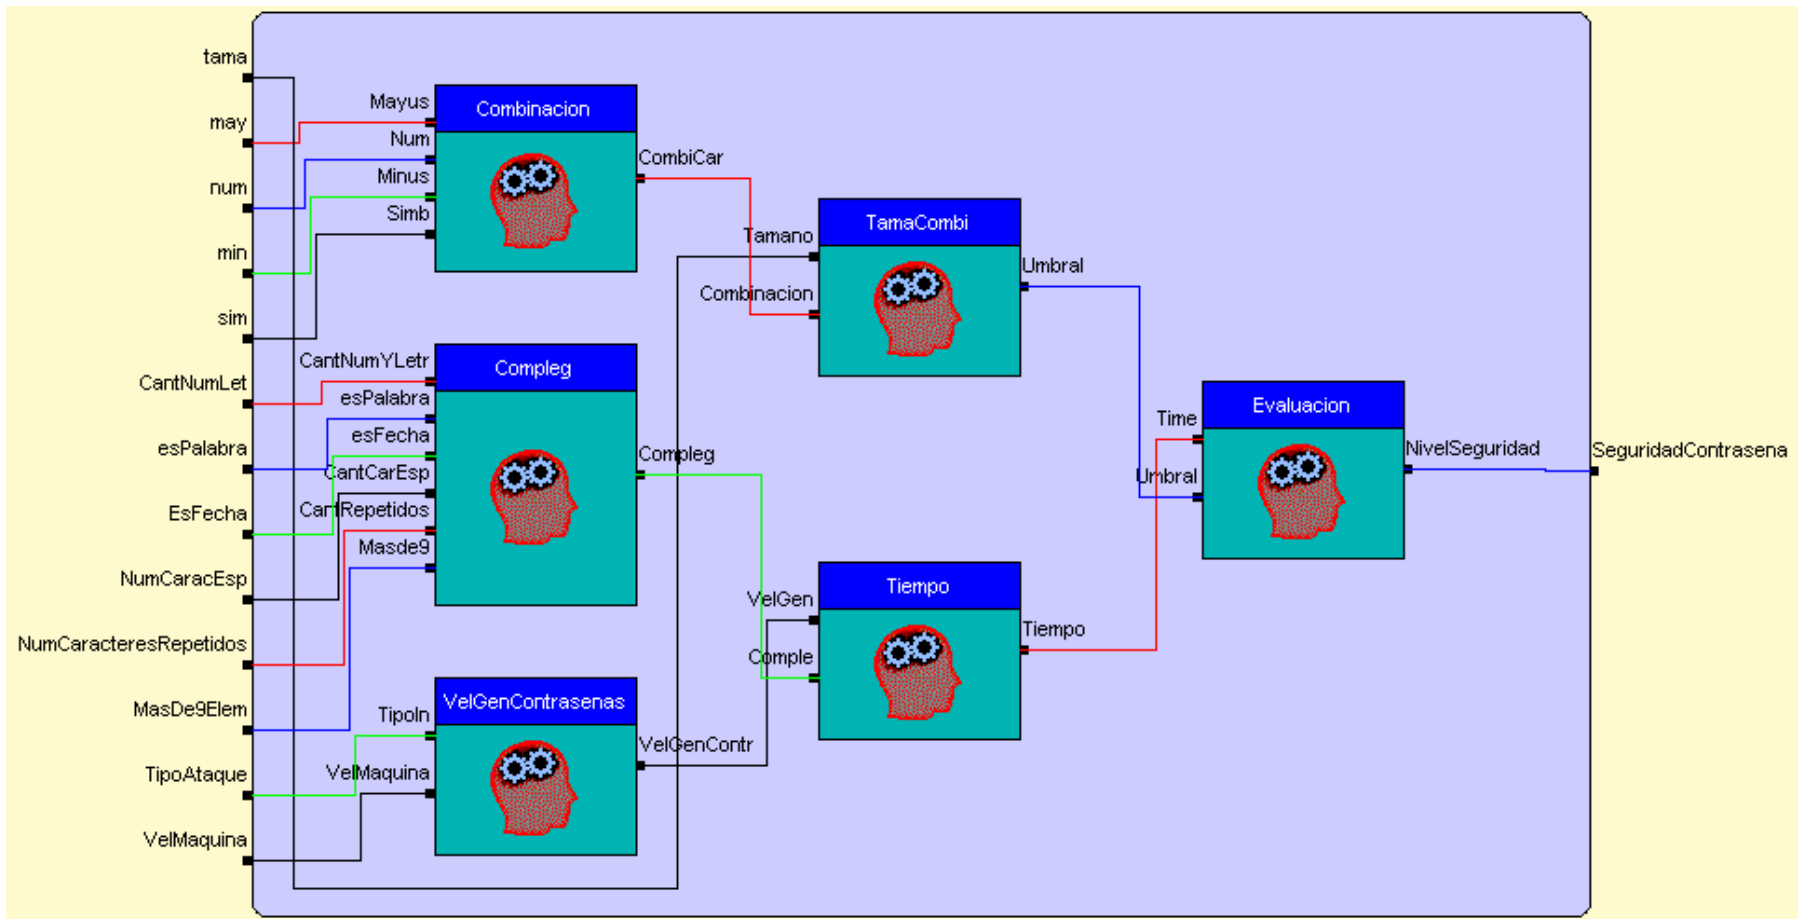 tama
may
num
min
sim
CantNumLet
esPalabra
EsFecha
NumCaracEsp
NumCaracteresRepetidos
MasDe9Elem
TipoAtaque
VelMaquina
Mayus
Num
Minus
Simb
Combinacion
CombiCar
CantNumYLetr
esPalabra
esFecha
CantCarEsp
CantRepetidos
Masde9
Compleg
Compleg
TipoIn
VelMaquina
VelGenContrasenas
VelGenContr
Tamano
Combinacion
TamaCombi
Umbral
VelGen
Comple
Tiempo
Tiempo
Time
Umbral
Evaluacion
NivelSeguridad
SeguridadContrasena